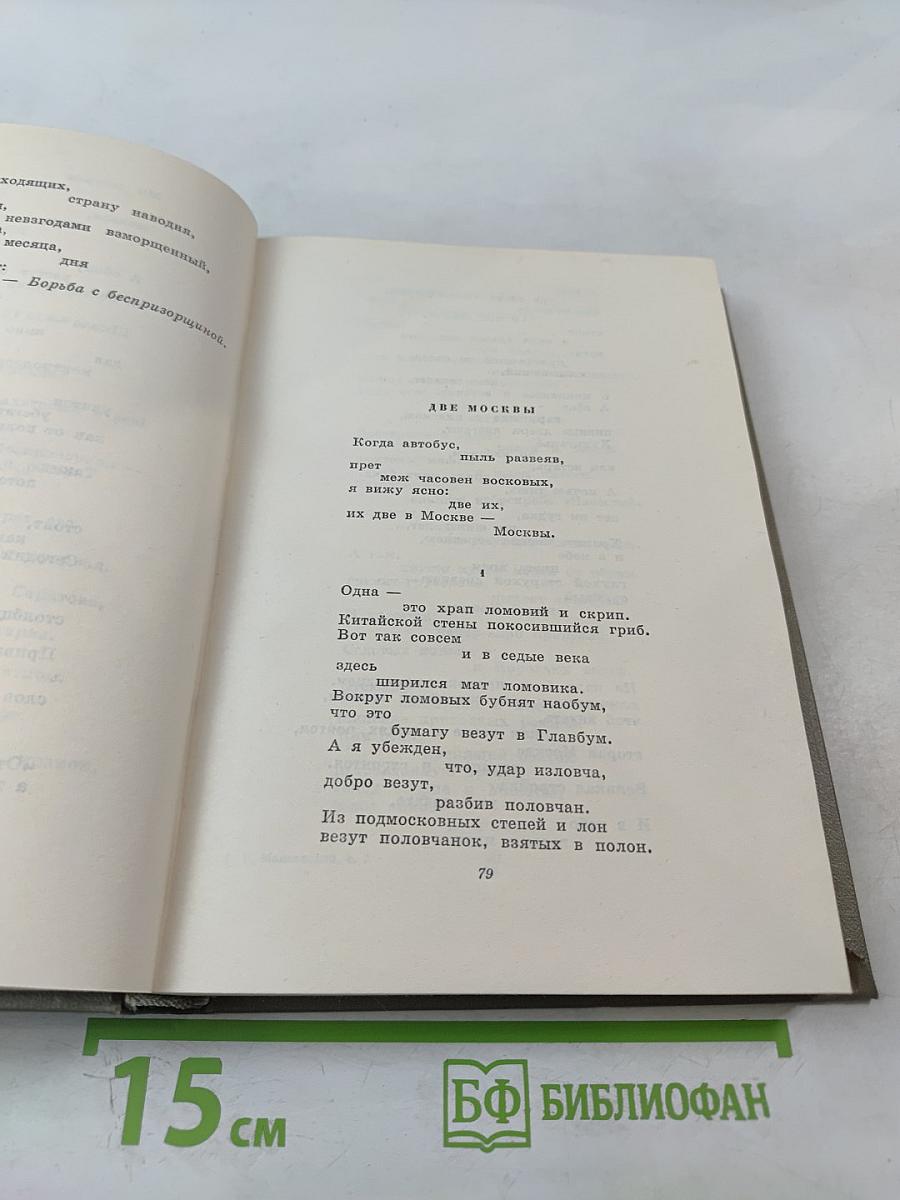 ходящих,
страну наводня,
невзгодами взморщенный,
месяца,
дня
— Борьба с беспризорщиной.
ДВЕ МОСКВЫ
Когда автобус,
пыль развеяв,
прет
меж часовен восковых,
я вижу ясно:
две их,
их две в Москве —
Москвы.
1
Одна —
это храп ломовий и скрип.
Китайской стены покосившийся гриб.
Вот так совсем
и в седые века
здесь
ширился мат ломовика.
Вокруг ломовых бубнят наобум,
что это
бумагу везут в Главбум.
А я убежден,
что, удар изловча,
добро везут,
разбив половчан.
Из подмосковных степей и лон
везут половчанок, взятых в полон.
79
15 см
БФ БИБЛИОФАН